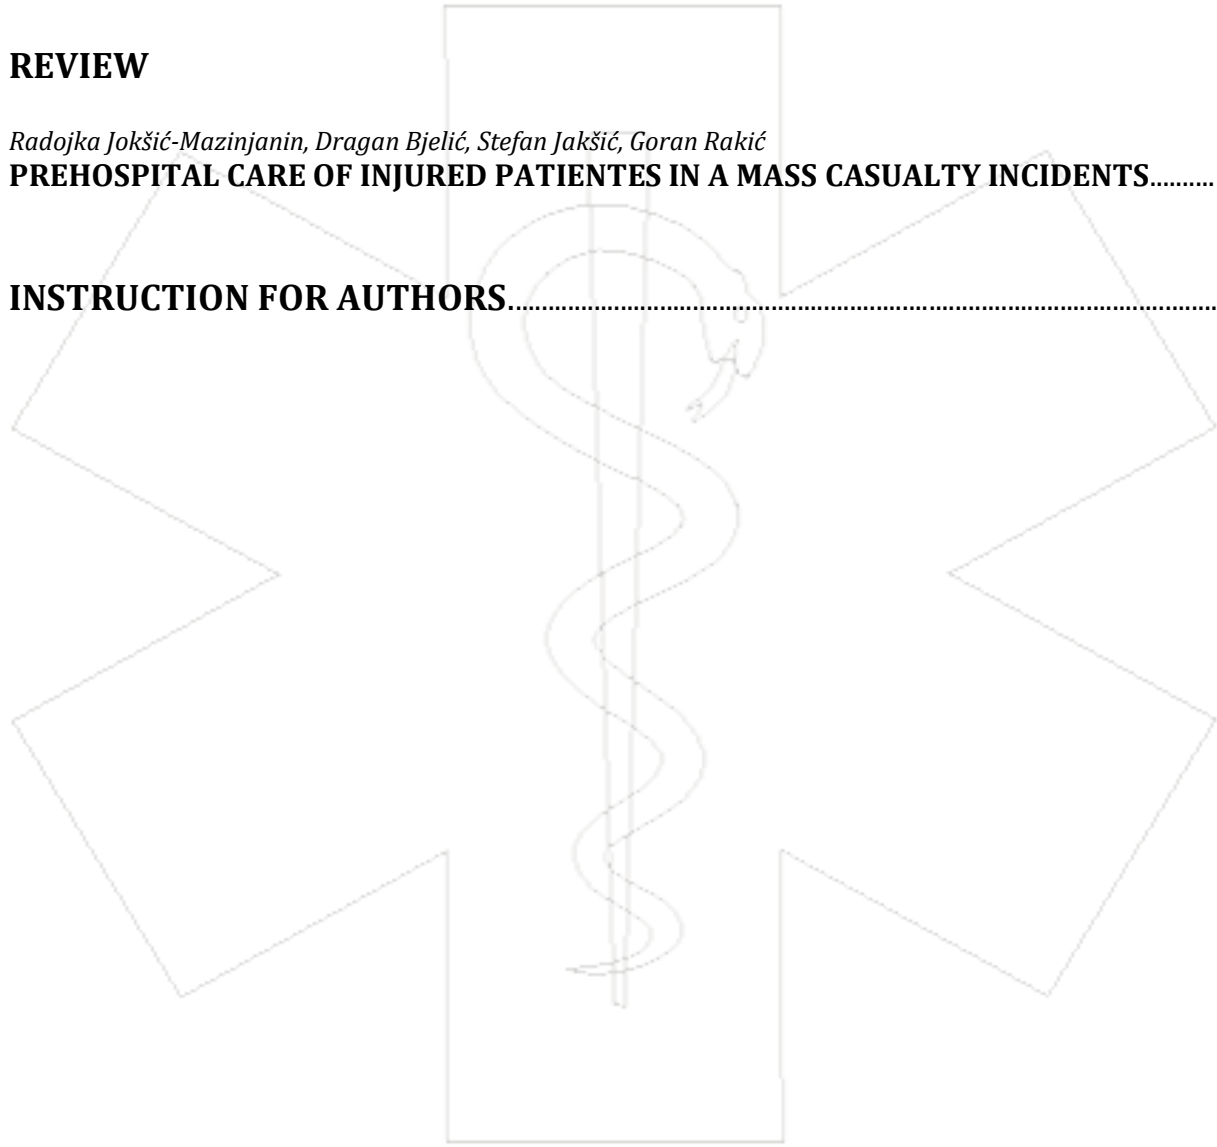 REVIEW
Radojka Jokšić-Mazinjanin, Dragan Bjelić, Stefan Jakšić, Goran Rakić
PREHOSPITAL CARE OF INJURED PATIENTES IN A MASS CASUALTY INCIDENTS..........
INSTRUCTION FOR AUTHORS..........................................................................................................